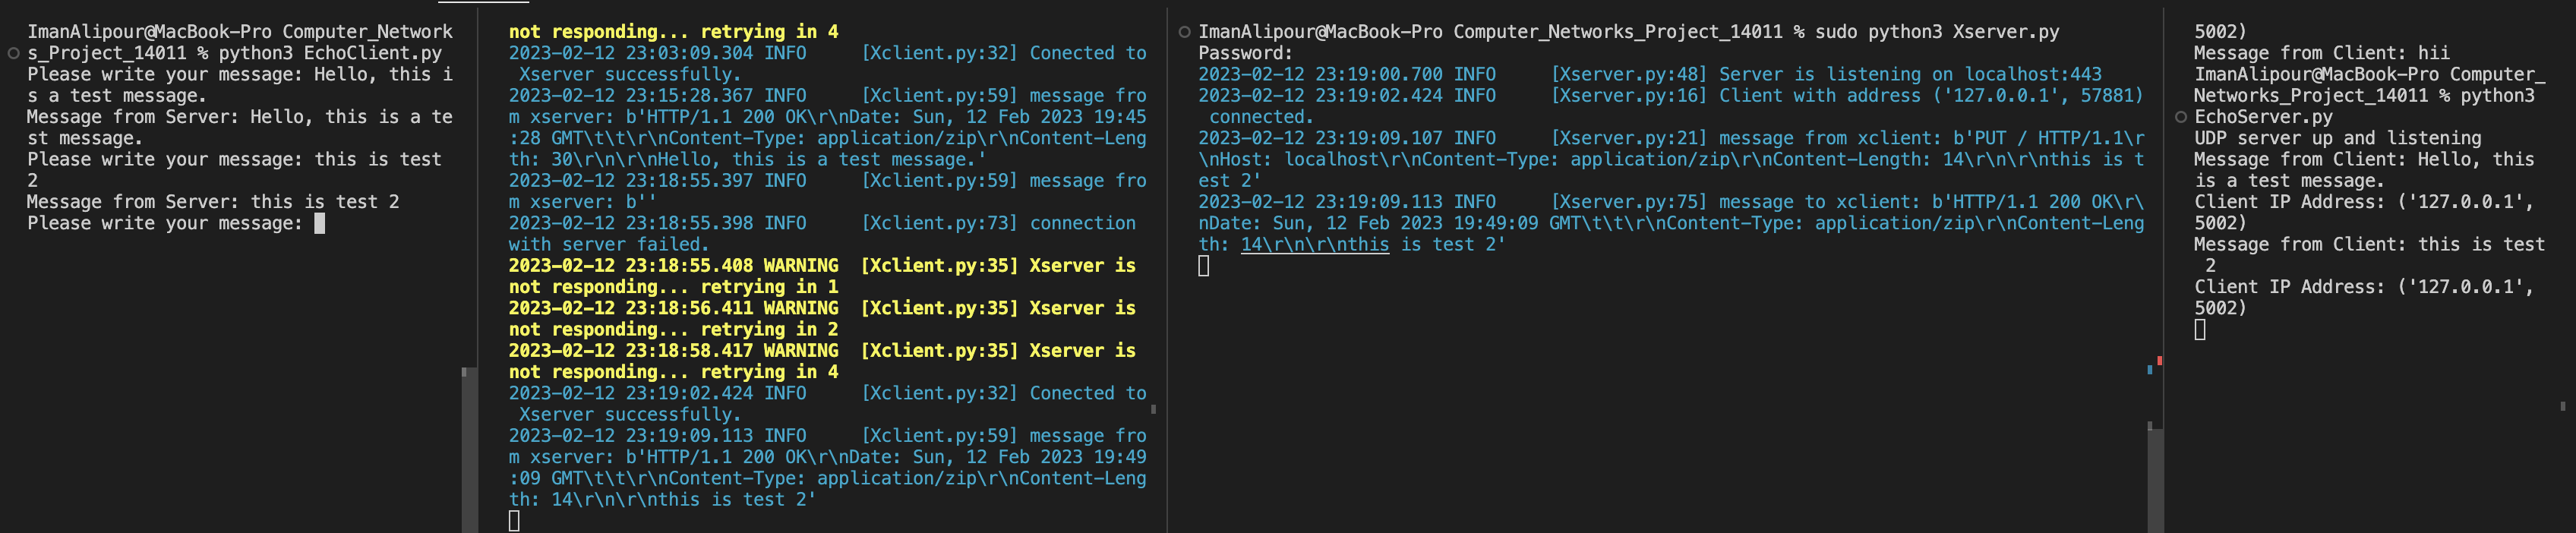 ImanAlipour@MacBook-Pro Computer_Network
s_Project_14011 % python3 EchoClient.py
Please write your message: Hello, this i
s a test message.
Message from Server: Hello, this is a te
st message.
Please write your message: this is test
2
Message from Server: this is test 2
Please write your message:
not responding... retrying in 4
2023-02-12 23:03:09.304 INFO     [Xclient.py:32] Conected to
 Xserver successfully.
2023-02-12 23:15:28.367 INFO     [Xclient.py:59] message fro
m xserver: b'HTTP/1.1 200 OK\r\nDate: Sun, 12 Feb 2023 19:45
:28 GMT\t\t\r\nContent-Type: application/zip\r\nContent-Leng
th: 30\r\n\r\nHello, this is a test message.'
2023-02-12 23:18:55.397 INFO     [Xclient.py:59] message fro
m xserver: b''
2023-02-12 23:18:55.398 INFO     [Xclient.py:73] connection
with server failed.
2023-02-12 23:18:55.408 WARNING  [Xclient.py:35] Xserver is
not responding... retrying in 1
2023-02-12 23:18:56.411 WARNING  [Xclient.py:35] Xserver is
not responding... retrying in 2
2023-02-12 23:18:58.417 WARNING  [Xclient.py:35] Xserver is
not responding... retrying in 4
2023-02-12 23:19:02.424 INFO     [Xclient.py:32] Conected to
 Xserver successfully.
2023-02-12 23:19:09.113 INFO     [Xclient.py:59] message fro
m xserver: b'HTTP/1.1 200 OK\r\nDate: Sun, 12 Feb 2023 19:49
:09 GMT\t\t\r\nContent-Type: application/zip\r\nContent-Leng
th: 14\r\n\r\nthis is test 2'
ImanAlipour@MacBook-Pro Computer_Networks_Project_14011 % sudo python3 Xserver.py
Password:
2023-02-12 23:19:00.700 INFO     [Xserver.py:48] Server is listening on localhost:443
2023-02-12 23:19:02.424 INFO     [Xserver.py:16] Client with address ('127.0.0.1', 57881)
 connected.
2023-02-12 23:19:09.107 INFO     [Xserver.py:21] message from xclient: b'PUT / HTTP/1.1\r
\nHost: localhost\r\nContent-Type: application/zip\r\nContent-Length: 14\r\n\r\nthis is t
est 2'
2023-02-12 23:19:09.113 INFO     [Xserver.py:75] message to xclient: b'HTTP/1.1 200 OK\r\
nDate: Sun, 12 Feb 2023 19:49:09 GMT\t\t\r\nContent-Type: application/zip\r\nContent-Leng
th: 14\r\n\r\nthis is test 2'
5002)
Message from Client: hii
ImanAlipour@MacBook-Pro Computer_
Networks_Project_14011 % python3
EchoServer.py
UDP server up and listening
Message from Client: Hello, this
is a test message.
Client IP Address: ('127.0.0.1',
5002)
Message from Client: this is test
 2
Client IP Address: ('127.0.0.1',
5002)